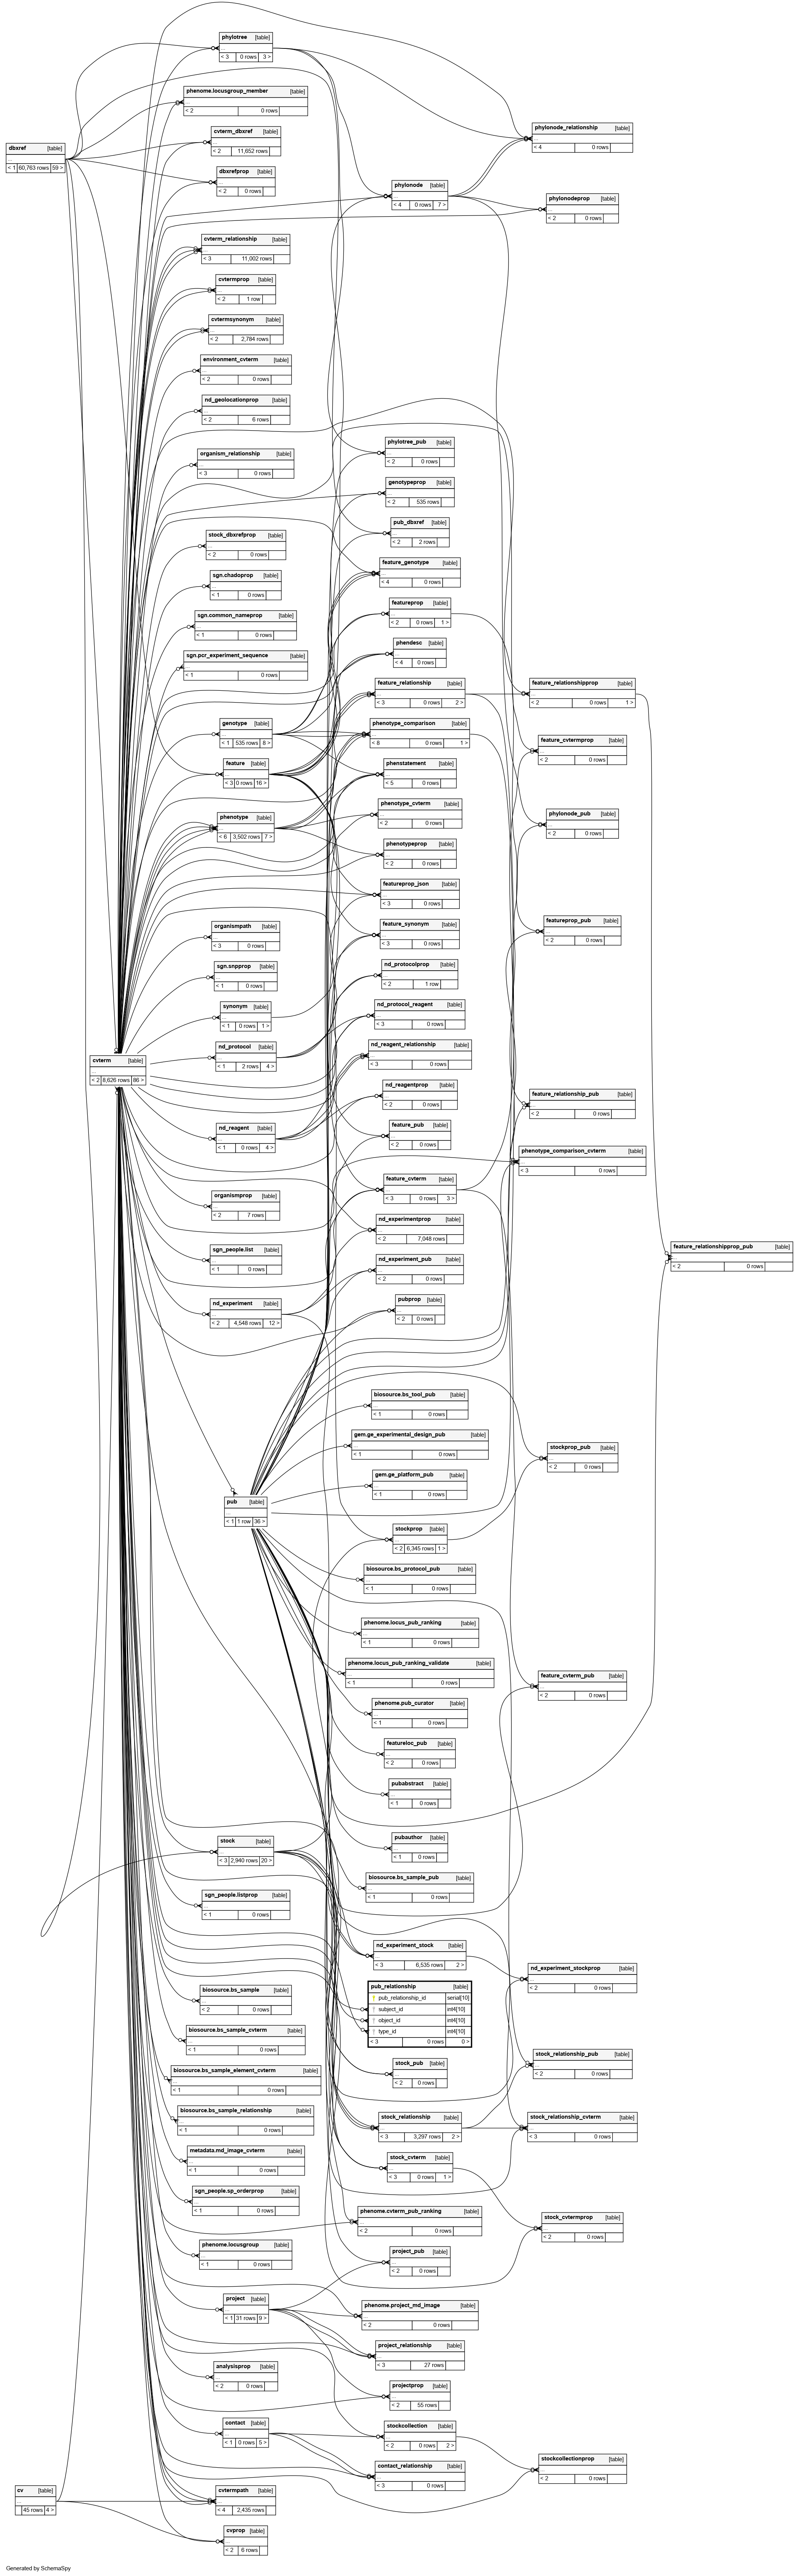 phylotree [table]
...
< 3 0 rows 3 >
phenome.locusgroup_member [table]
...
< 2 0 rows
phylonode_relationship [table]
...
< 4 0 rows
cvterm_dbxref [table]
...
< 2 11,652 rows
dbxref [table]
...
< 1 60,763 rows 59 >
dbxrefprop [table]
...
< 2 0 rows
phylonode [table]
...
< 4 0 rows 7 >
phylonodeprop [table]
...
< 2 0 rows
cvterm_relationship [table]
...
< 3 11,002 rows
cvtermprop [table]
...
< 2 1 row
cvtermsynonym [table]
...
< 2 2,784 rows
environment_cvterm [table]
...
< 2 0 rows
nd_geolocationprop [table]
...
< 2 6 rows
phylotree_pub [table]
...
< 2 0 rows
organism_relationship [table]
...
< 3 0 rows
genotypeprop [table]
...
< 2 535 rows
pub_dbxref [table]
...
< 2 2 rows
stock_dbxrefprop [table]
...
< 2 0 rows
feature_genotype [table]
...
< 4 0 rows
sgn.chadoprop [table]
...
< 1 0 rows
featureprop [table]
...
< 2 0 rows 1 >
sgn.common_nameprop [table]
...
< 1 0 rows
phendesc [table]
...
< 4 0 rows
sgn.pcr_experiment_sequence [table]
...
< 1 0 rows
feature_relationship [table]
...
< 3 0 rows 2 >
feature_relationshipprop [table]
...
< 2 0 rows 1 >
genotype [table]
...
< 1 535 rows 8 >
phenotype_comparison [table]
...
< 8 0 rows 1 >
feature_cvtermprop [table]
...
< 2 0 rows
feature [table]
...
< 3 0 rows 16 >
phenstatement [table]
...
< 5 0 rows
phenotype_cvterm [table]
...
< 2 0 rows
phenotype [table]
...
< 6 3,502 rows 7 >
phylonode_pub [table]
...
< 2 0 rows
phenotypeprop [table]
...
< 2 0 rows
featureprop_json [table]
...
< 3 0 rows
organismpath [table]
...
< 3 0 rows
feature_synonym [table]
...
< 3 0 rows
featureprop_pub [table]
...
< 2 0 rows
sgn.snpprop [table]
...
< 1 0 rows
nd_protocolprop [table]
...
< 2 1 row
synonym [table]
...
< 1 0 rows 1 >
nd_protocol_reagent [table]
...
< 3 0 rows
nd_protocol [table]
...
< 1 2 rows 4 >
nd_reagent_relationship [table]
...
< 3 0 rows
cvterm [table]
...
< 2 8,626 rows 86 >
nd_reagentprop [table]
...
< 2 0 rows
feature_relationship_pub [table]
...
< 2 0 rows
nd_reagent [table]
...
< 1 0 rows 4 >
feature_pub [table]
...
< 2 0 rows
phenotype_comparison_cvterm [table]
...
< 3 0 rows
feature_cvterm [table]
...
< 3 0 rows 3 >
organismprop [table]
...
< 2 7 rows
nd_experimentprop [table]
...
< 2 7,048 rows
sgn_people.list [table]
...
< 1 0 rows
feature_relationshipprop_pub [table]
...
< 2 0 rows
nd_experiment_pub [table]
...
< 2 0 rows
nd_experiment [table]
...
< 2 4,548 rows 12 >
pubprop [table]
...
< 2 0 rows
biosource.bs_tool_pub [table]
...
< 1 0 rows
gem.ge_experimental_design_pub [table]
...
< 1 0 rows
stockprop_pub [table]
...
< 2 0 rows
gem.ge_platform_pub [table]
...
< 1 0 rows
pub [table]
...
< 1 1 row 36 >
stockprop [table]
...
< 2 6,345 rows 1 >
biosource.bs_protocol_pub [table]
...
< 1 0 rows
phenome.locus_pub_ranking [table]
...
< 1 0 rows
phenome.locus_pub_ranking_validate [table]
...
< 1 0 rows
feature_cvterm_pub [table]
...
< 2 0 rows
phenome.pub_curator [table]
...
< 1 0 rows
featureloc_pub [table]
...
< 2 0 rows
pubabstract [table]
...
< 1 0 rows
stock [table]
...
< 3 2,940 rows 20 >
pubauthor [table]
...
< 1 0 rows
biosource.bs_sample_pub [table]
...
< 1 0 rows
sgn_people.listprop [table]
...
< 1 0 rows
nd_experiment_stock [table]
...
< 3 6,535 rows 2 >
nd_experiment_stockprop [table]
...
< 2 0 rows
biosource.bs_sample [table]
...
< 2 0 rows
pub_relationship [table]
pub_relationship_id serial[10]
subject_id int4[10]
object_id int4[10]
type_id int4[10]
< 3 0 rows 0 >
biosource.bs_sample_cvterm [table]
...
< 1 0 rows
stock_relationship_pub [table]
...
< 2 0 rows
biosource.bs_sample_element_cvterm [table]
...
< 1 0 rows
stock_pub [table]
...
< 2 0 rows
biosource.bs_sample_relationship [table]
...
< 1 0 rows
stock_relationship [table]
...
< 3 3,297 rows 2 >
stock_relationship_cvterm [table]
...
< 3 0 rows
metadata.md_image_cvterm [table]
...
< 1 0 rows
stock_cvterm [table]
...
< 3 0 rows 1 >
sgn_people.sp_orderprop [table]
...
< 1 0 rows
phenome.cvterm_pub_ranking [table]
...
< 2 0 rows
stock_cvtermprop [table]
...
< 2 0 rows
phenome.locusgroup [table]
...
< 1 0 rows
project_pub [table]
...
< 2 0 rows
project [table]
...
< 1 31 rows 9 >
phenome.project_md_image [table]
...
< 2 0 rows
project_relationship [table]
...
< 3 27 rows
analysisprop [table]
...
< 2 0 rows
projectprop [table]
...
< 2 55 rows
contact [table]
...
< 1 0 rows 5 >
stockcollection [table]
...
< 2 0 rows 2 >
contact_relationship [table]
...
< 3 0 rows
stockcollectionprop [table]
...
< 2 0 rows
cv [table]
...
45 rows 4 >
cvtermpath [table]
...
< 4 2,435 rows
cvprop [table]
...
< 2 6 rows
Generated by SchemaSpy